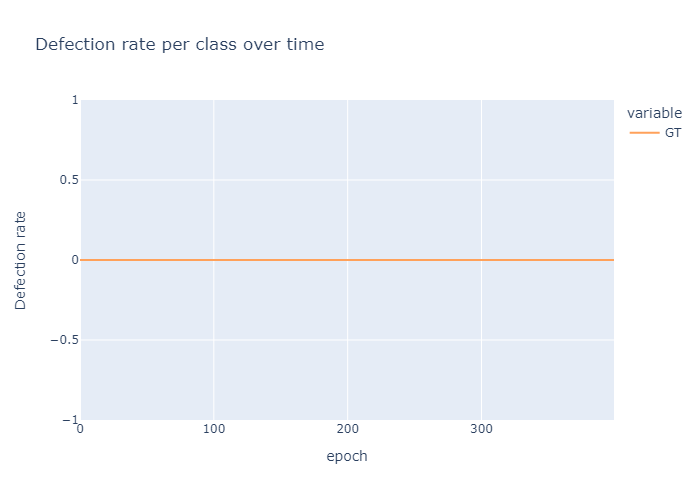 Defection rate per class over time
variable
GT
Defection rate
1
0.5
0
−0.5
−1
0
100
200
300
epoch